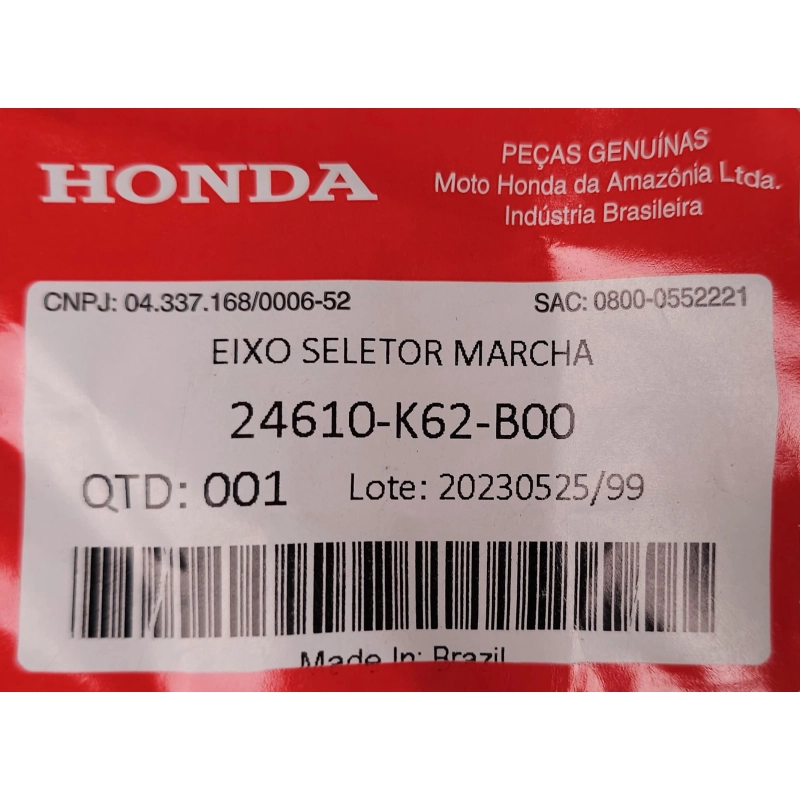 HONDA
PEÇAS GENUÍNAS
Moto Honda da Amazônia Ltda.
Indústria Brasileira
CNPJ: 04.337.168/0006-52
SAC: 0800-0552221
EIXO SELETOR MARCHA
24610-K62-B00
QTD: 001 Lote: 20230525/99
Made In: Brazil